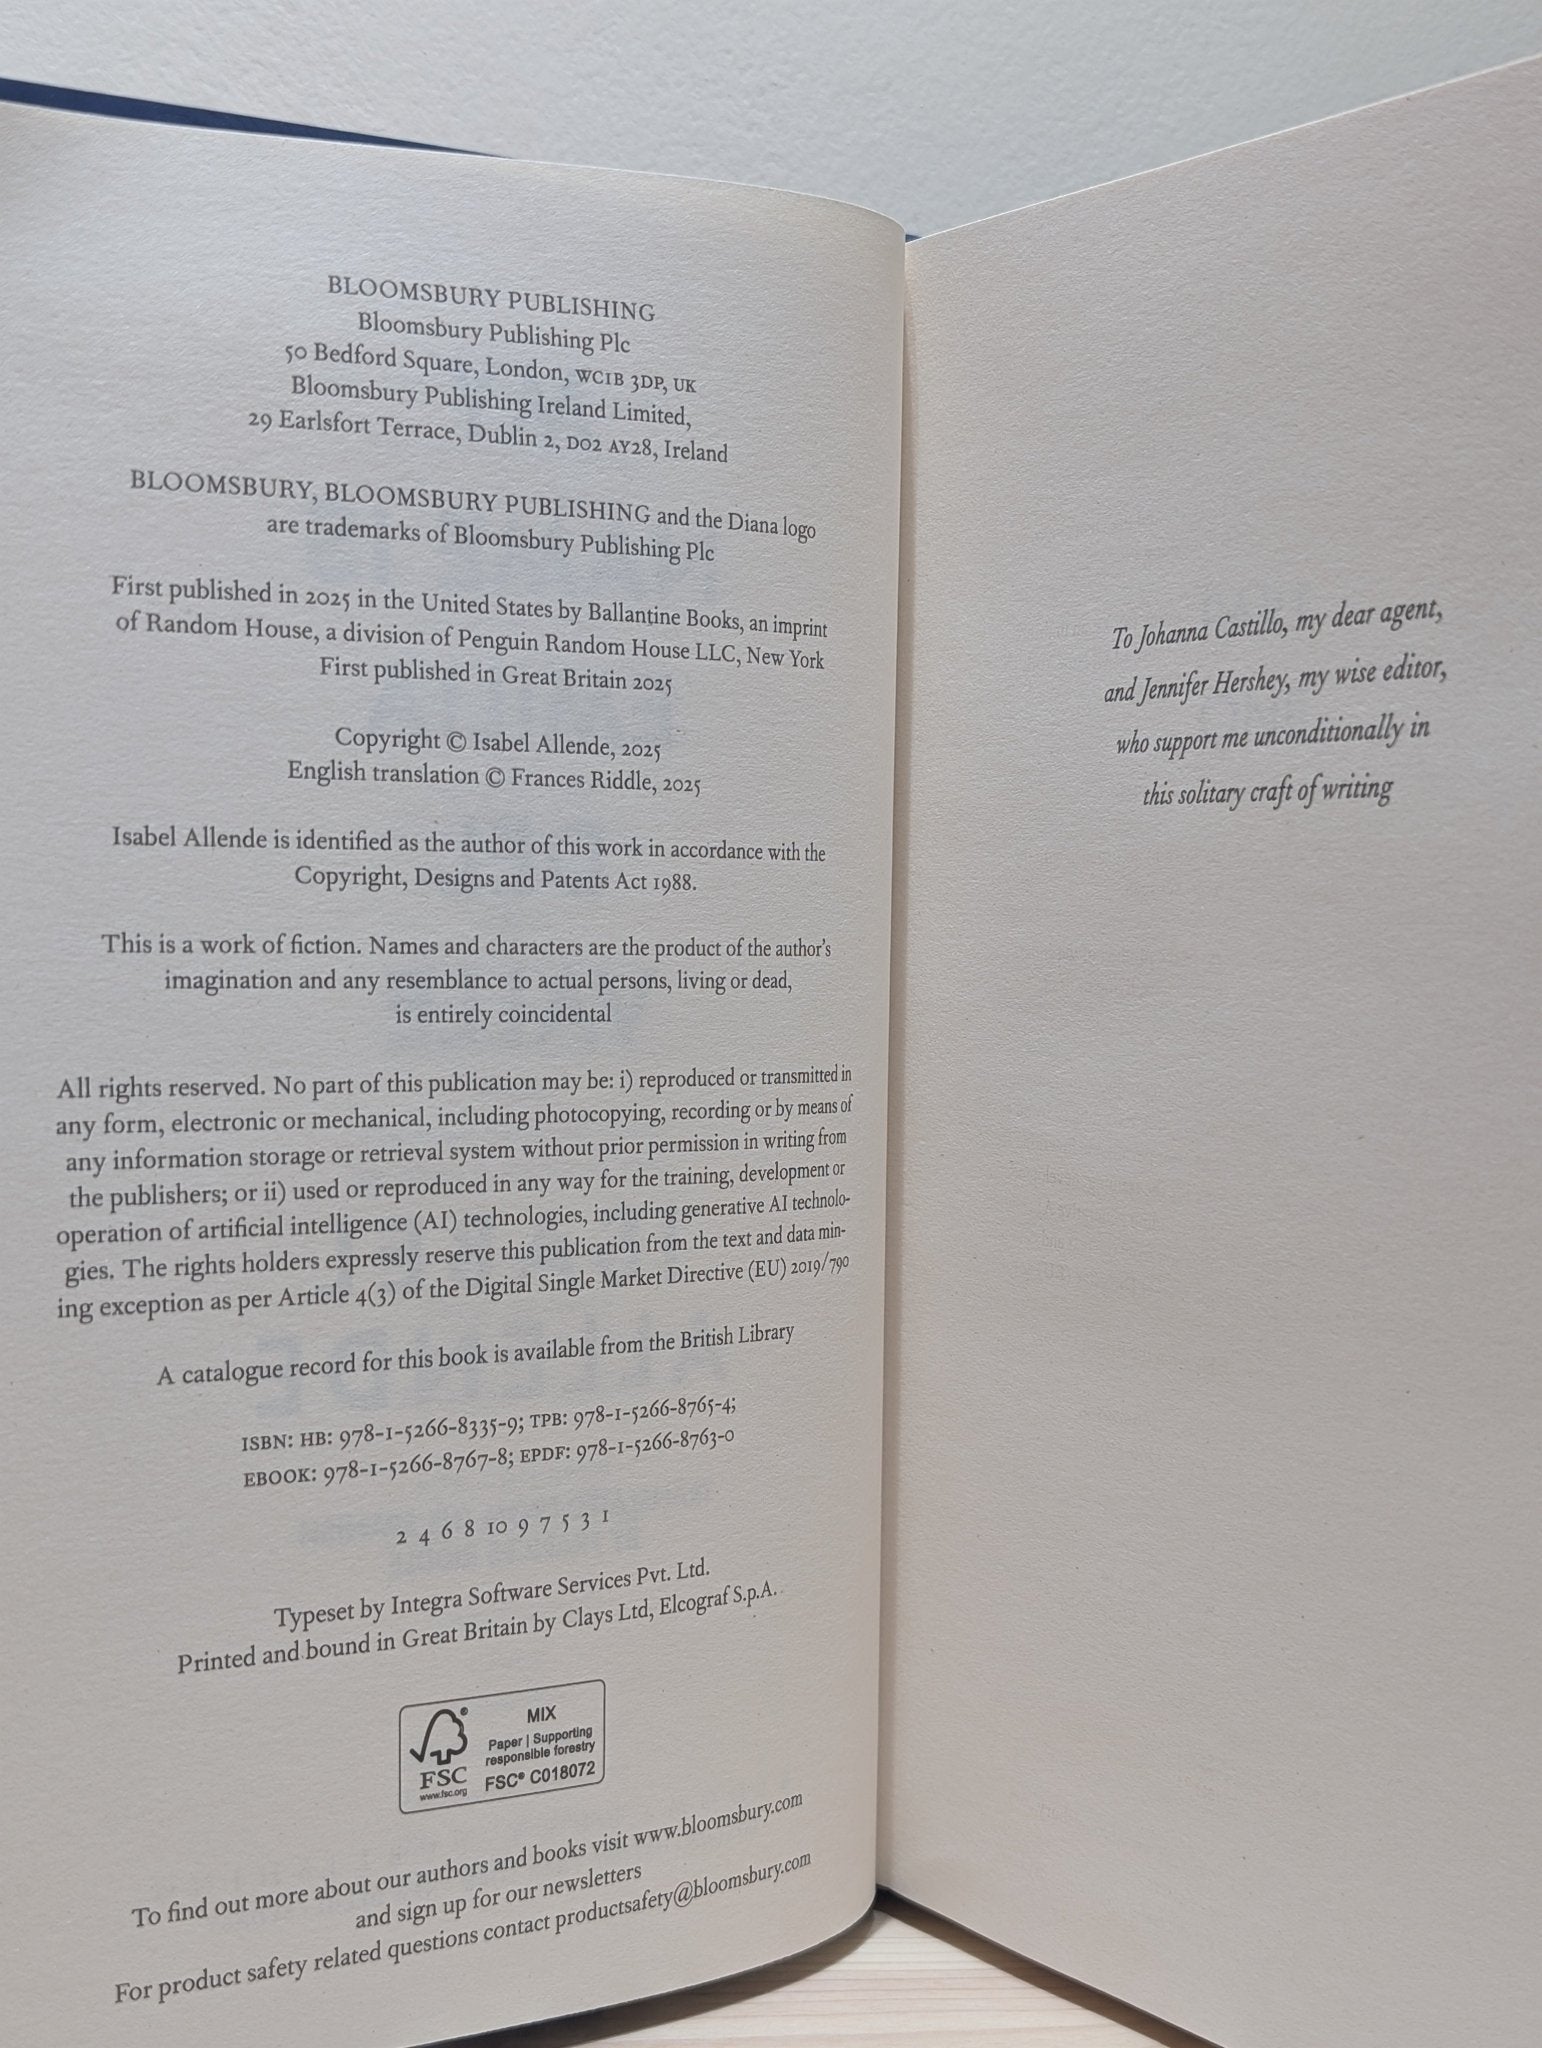 BLOOMSBURY PUBLISHING
Bloomsbury Publishing Plc
50 Bedford Square, London, WC1B 3DP, UK
Bloomsbury Publishing Ireland Limited,
29 Earlsfort Terrace, Dublin 2, D02 AY28, Ireland
BLOOMSBURY, BLOOMSBURY PUBLISHING and the Diana logo
are trademarks of Bloomsbury Publishing Plc
First published in 2025 in the United States by Ballantine Books, an imprint
of Random House, a division of Penguin Random House LLC, New York
First published in Great Britain 2025
Copyright © Isabel Allende, 2025
English translation © Frances Riddle, 2025
Isabel Allende is identified as the author of this work in accordance with the
Copyright, Designs and Patents Act 1988.
This is a work of fiction. Names and characters are the product of the author's
imagination and any resemblance to actual persons, living or dead,
is entirely coincidental
All rights reserved. No part of this publication may be: i) reproduced or transmitted in
any form, electronic or mechanical, including photocopying, recording or by means of
any information storage or retrieval system without prior permission in writing from
the publishers; or ii) used or reproduced in any way for the training, development or
operation of artificial intelligence (AI) technologies, including generative AI technolo-
gies. The rights holders expressly reserve this publication from the text and data min-
ing exception as per Article 4(3) of the Digital Single Market Directive (EU) 2019/790
A catalogue record for this book is available from the British Library
ISBN: HB: 978-1-5266-8335-9; TPB: 978-1-5266-8765-4;
EBOOK: 978-1-5266-8767-8; EPDF: 978-1-5266-8763-0
2 4 6 8 10 9 7 5 3 1
Typeset by Integra Software Services Pvt. Ltd.
Printed and bound in Great Britain by Clays Ltd, Elcograf S.p.A.
FSC
www.fsc.org
MIX
Paper | Supporting
responsible forestry
FSC® C018072
To find out more about our authors and books visit www.bloomsbury.com
and sign up for our newsletters
For product safety related questions contact productsafety@bloomsbury.com
To Johanna Castillo, my dear agent,
and Jennifer Hershey, my wise editor,
who support me unconditionally in
this solitary craft of writing